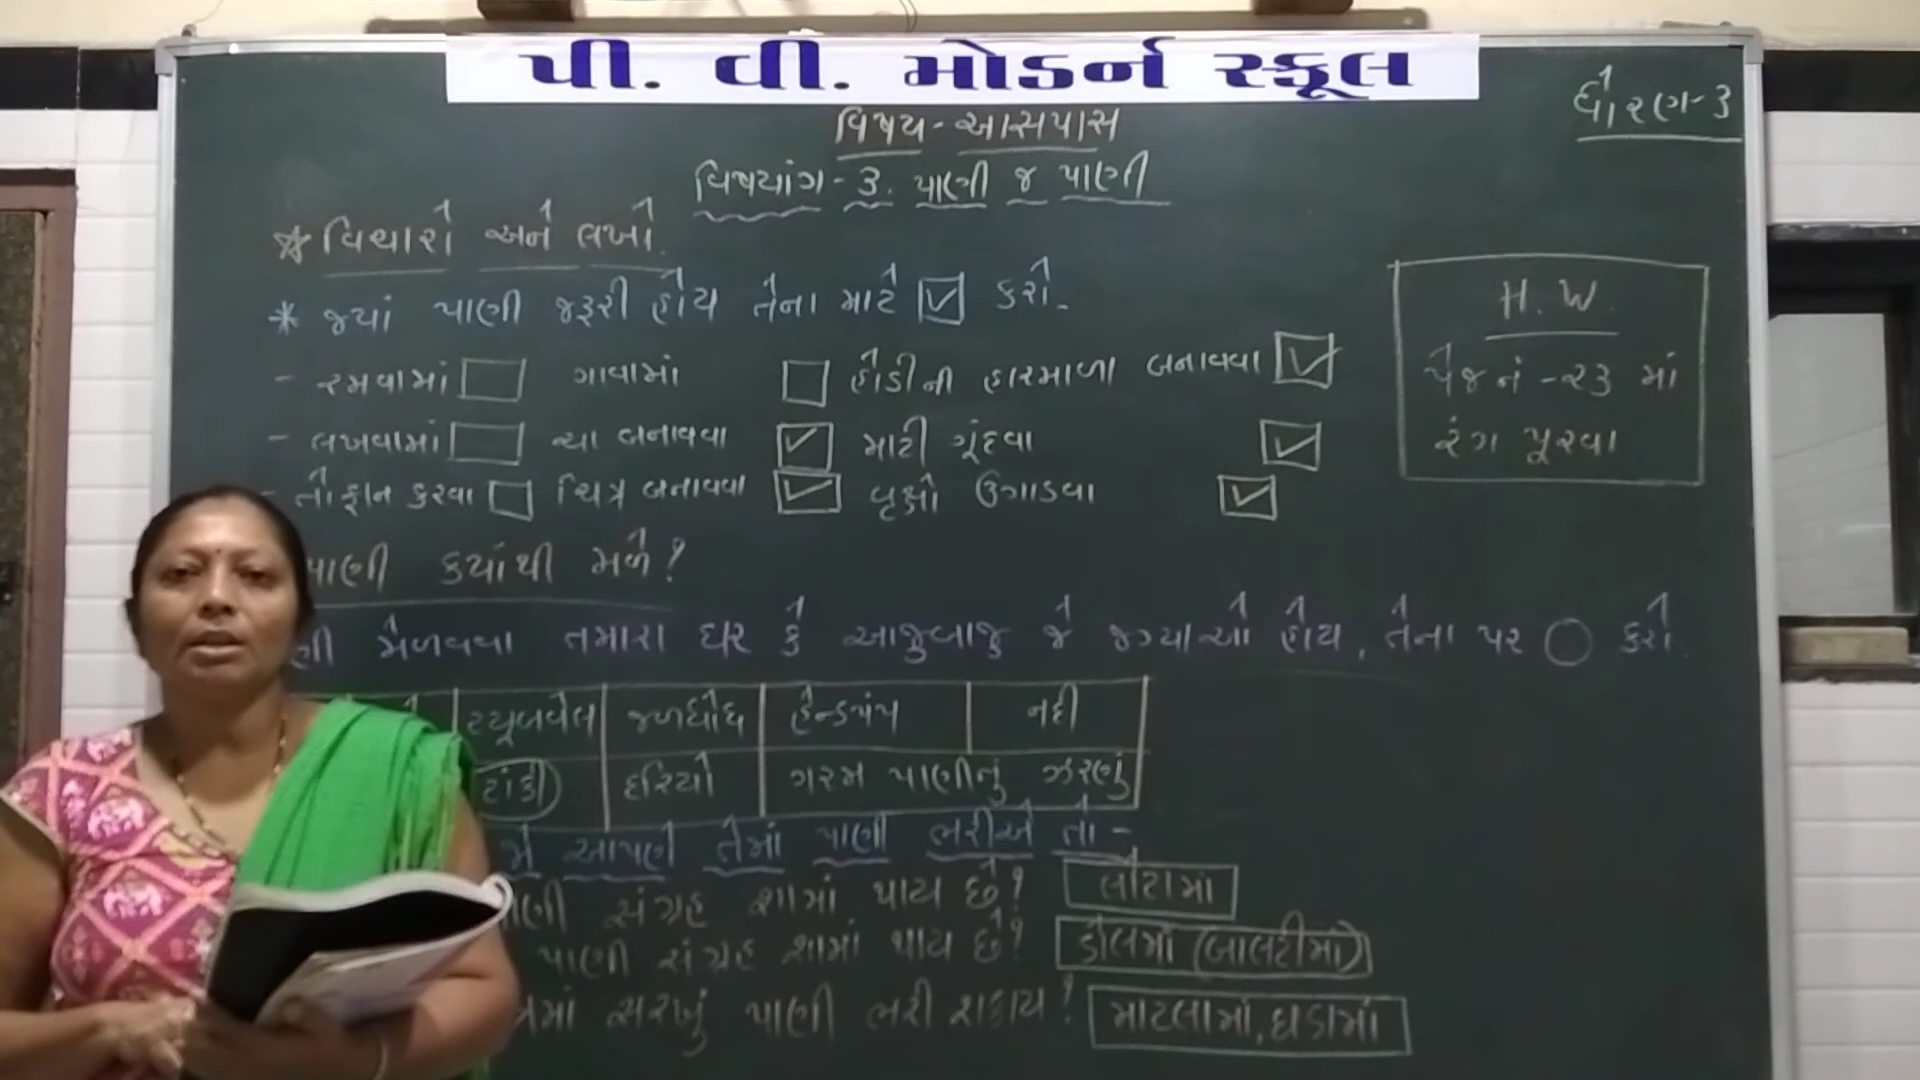 પી. વી. મોડર્ન સ્કૂલ
ધોરણ-૩
વિષય - આસપાસ
વિષયાંગ - ૩. પાણી જ પાણી
☆ વિચારો અને લખો.
* જ્યાં પાણી જરૂરી હોય તેના માટે ☑ કરો.
- રમવામાં ☐ ગાવામાં ☐ હોડીની હારમાળા બનાવવા ☑
- લખવામાં ☐ ચા બનાવવા ☑ માટી ગૂંદવા ☑
- તોફાન કરવા ☐ ચિત્ર બનાવવા ☑ વૃક્ષો ઉગાડવા ☑
H. W.
પેજ નં - ૨૩ માં
રંગ પૂરવા
પાણી કયાંથી મળે?
મેળવવા તમારા ઘર કે આજુબાજુ જે જગ્યાઓ હોય, તેના પર ○ કરો.
ટ્યૂબવેલ જળધોધ હેન્ડપંપ નદી
ટાંકી દરિયો ગરમ પાણીનું ઝરણું
જો આપણે તેમાં પાણી ભરીએ તો -
સંગ્રહ શામાં થાય છે? લોટામાં
પાણી સંગ્રહ શામાં થાય છે? ડોલમાં (બાલટીમાં)
સરખું પાણી ભરી શકાય? માટલામાં, ઘડામાં